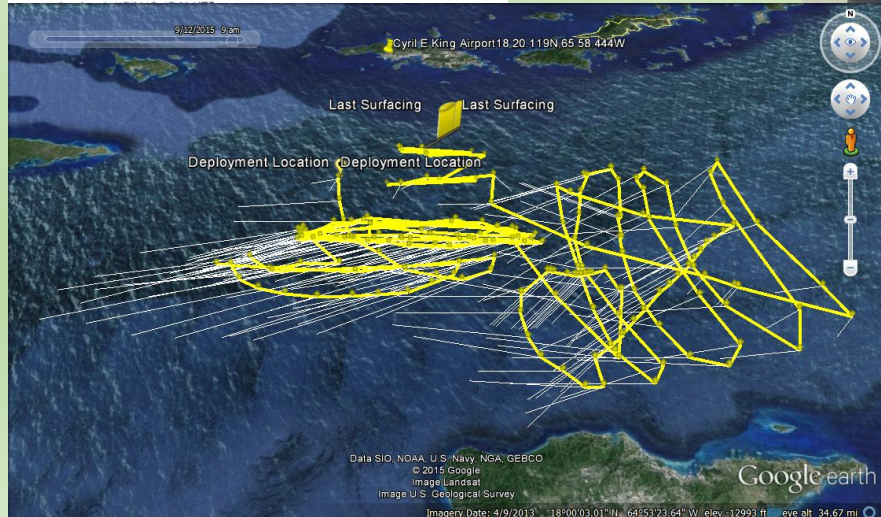 9/12/2015 9 am
N
Cyril E King Airport18 20.119N 65 58.444W
Last Surfacing Last Surfacing
Deployment Location Deployment Location
Data SIO, NOAA, U.S. Navy, NGA, GEBCO
© 2015 Google
Image Landsat
Image U.S. Geological Survey
Google earth
Imagery Date: 4/9/2013 18°00'03.01" N 64°53'23.64" W elev -12993 ft eye alt 34.67 mi